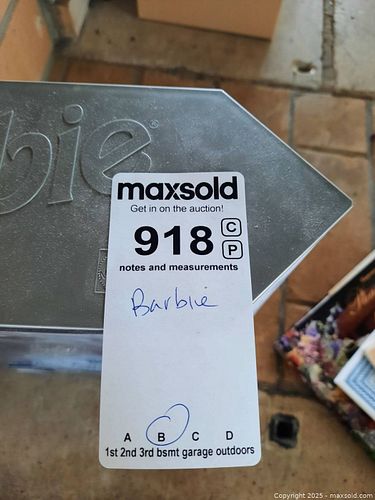 bie®
maxsold
Get in on the auction!
918 C
P
notes and measurements
Barbie
A B C D
1st 2nd 3rd bsmt garage outdoors
Copyright © 2025 - maxsold.com